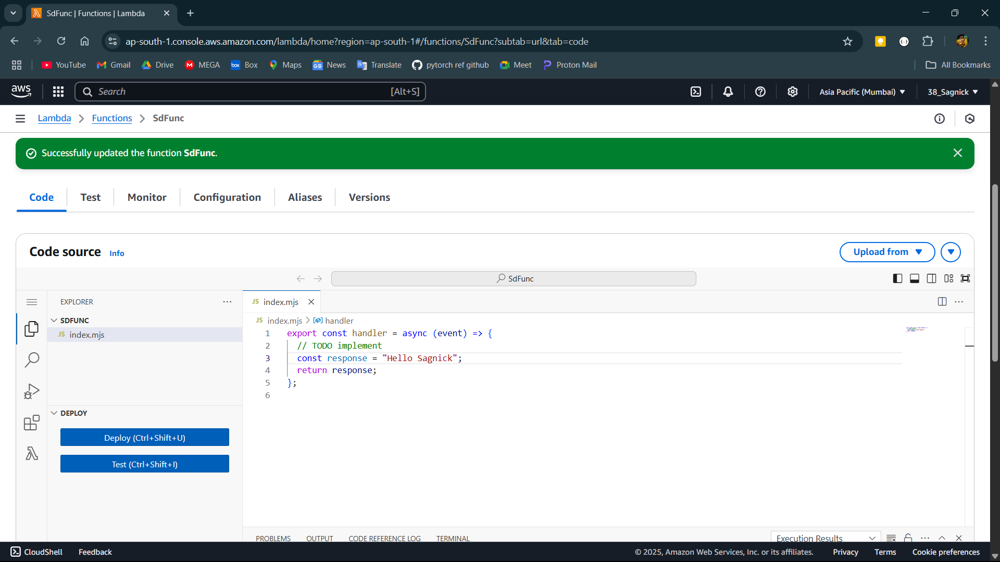 SdFunc | Functions | Lambda
ap-south-1.console.aws.amazon.com/lambda/home?region=ap-south-1#/functions/SdFunc?subtab=url&tab=code
YouTube Gmail Drive MEGA Box Maps News Translate pytorch ref github Meet Proton Mail All Bookmarks
aws Search [Alt+S] Asia Pacific (Mumbai) 38_Sagnick
Lambda Functions SdFunc
Successfully updated the function SdFunc.
Code Test Monitor Configuration Aliases Versions
Code source Info Upload from
SdFunc
EXPLORER JS index.mjs
SDFUNC JS index.mjs > handler
JS index.mjs
1 export const handler = async (event) => {
2 // TODO implement
3 const response = "Hello Sagnick";
4 return response;
5 };
6
DEPLOY
Deploy (Ctrl+Shift+U)
Test (Ctrl+Shift+I)
PROBLEMS OUTPUT CODE REFERENCE LOG TERMINAL Execution Results
CloudShell Feedback © 2025, Amazon Web Services, Inc. or its affiliates. Privacy Terms Cookie preferences